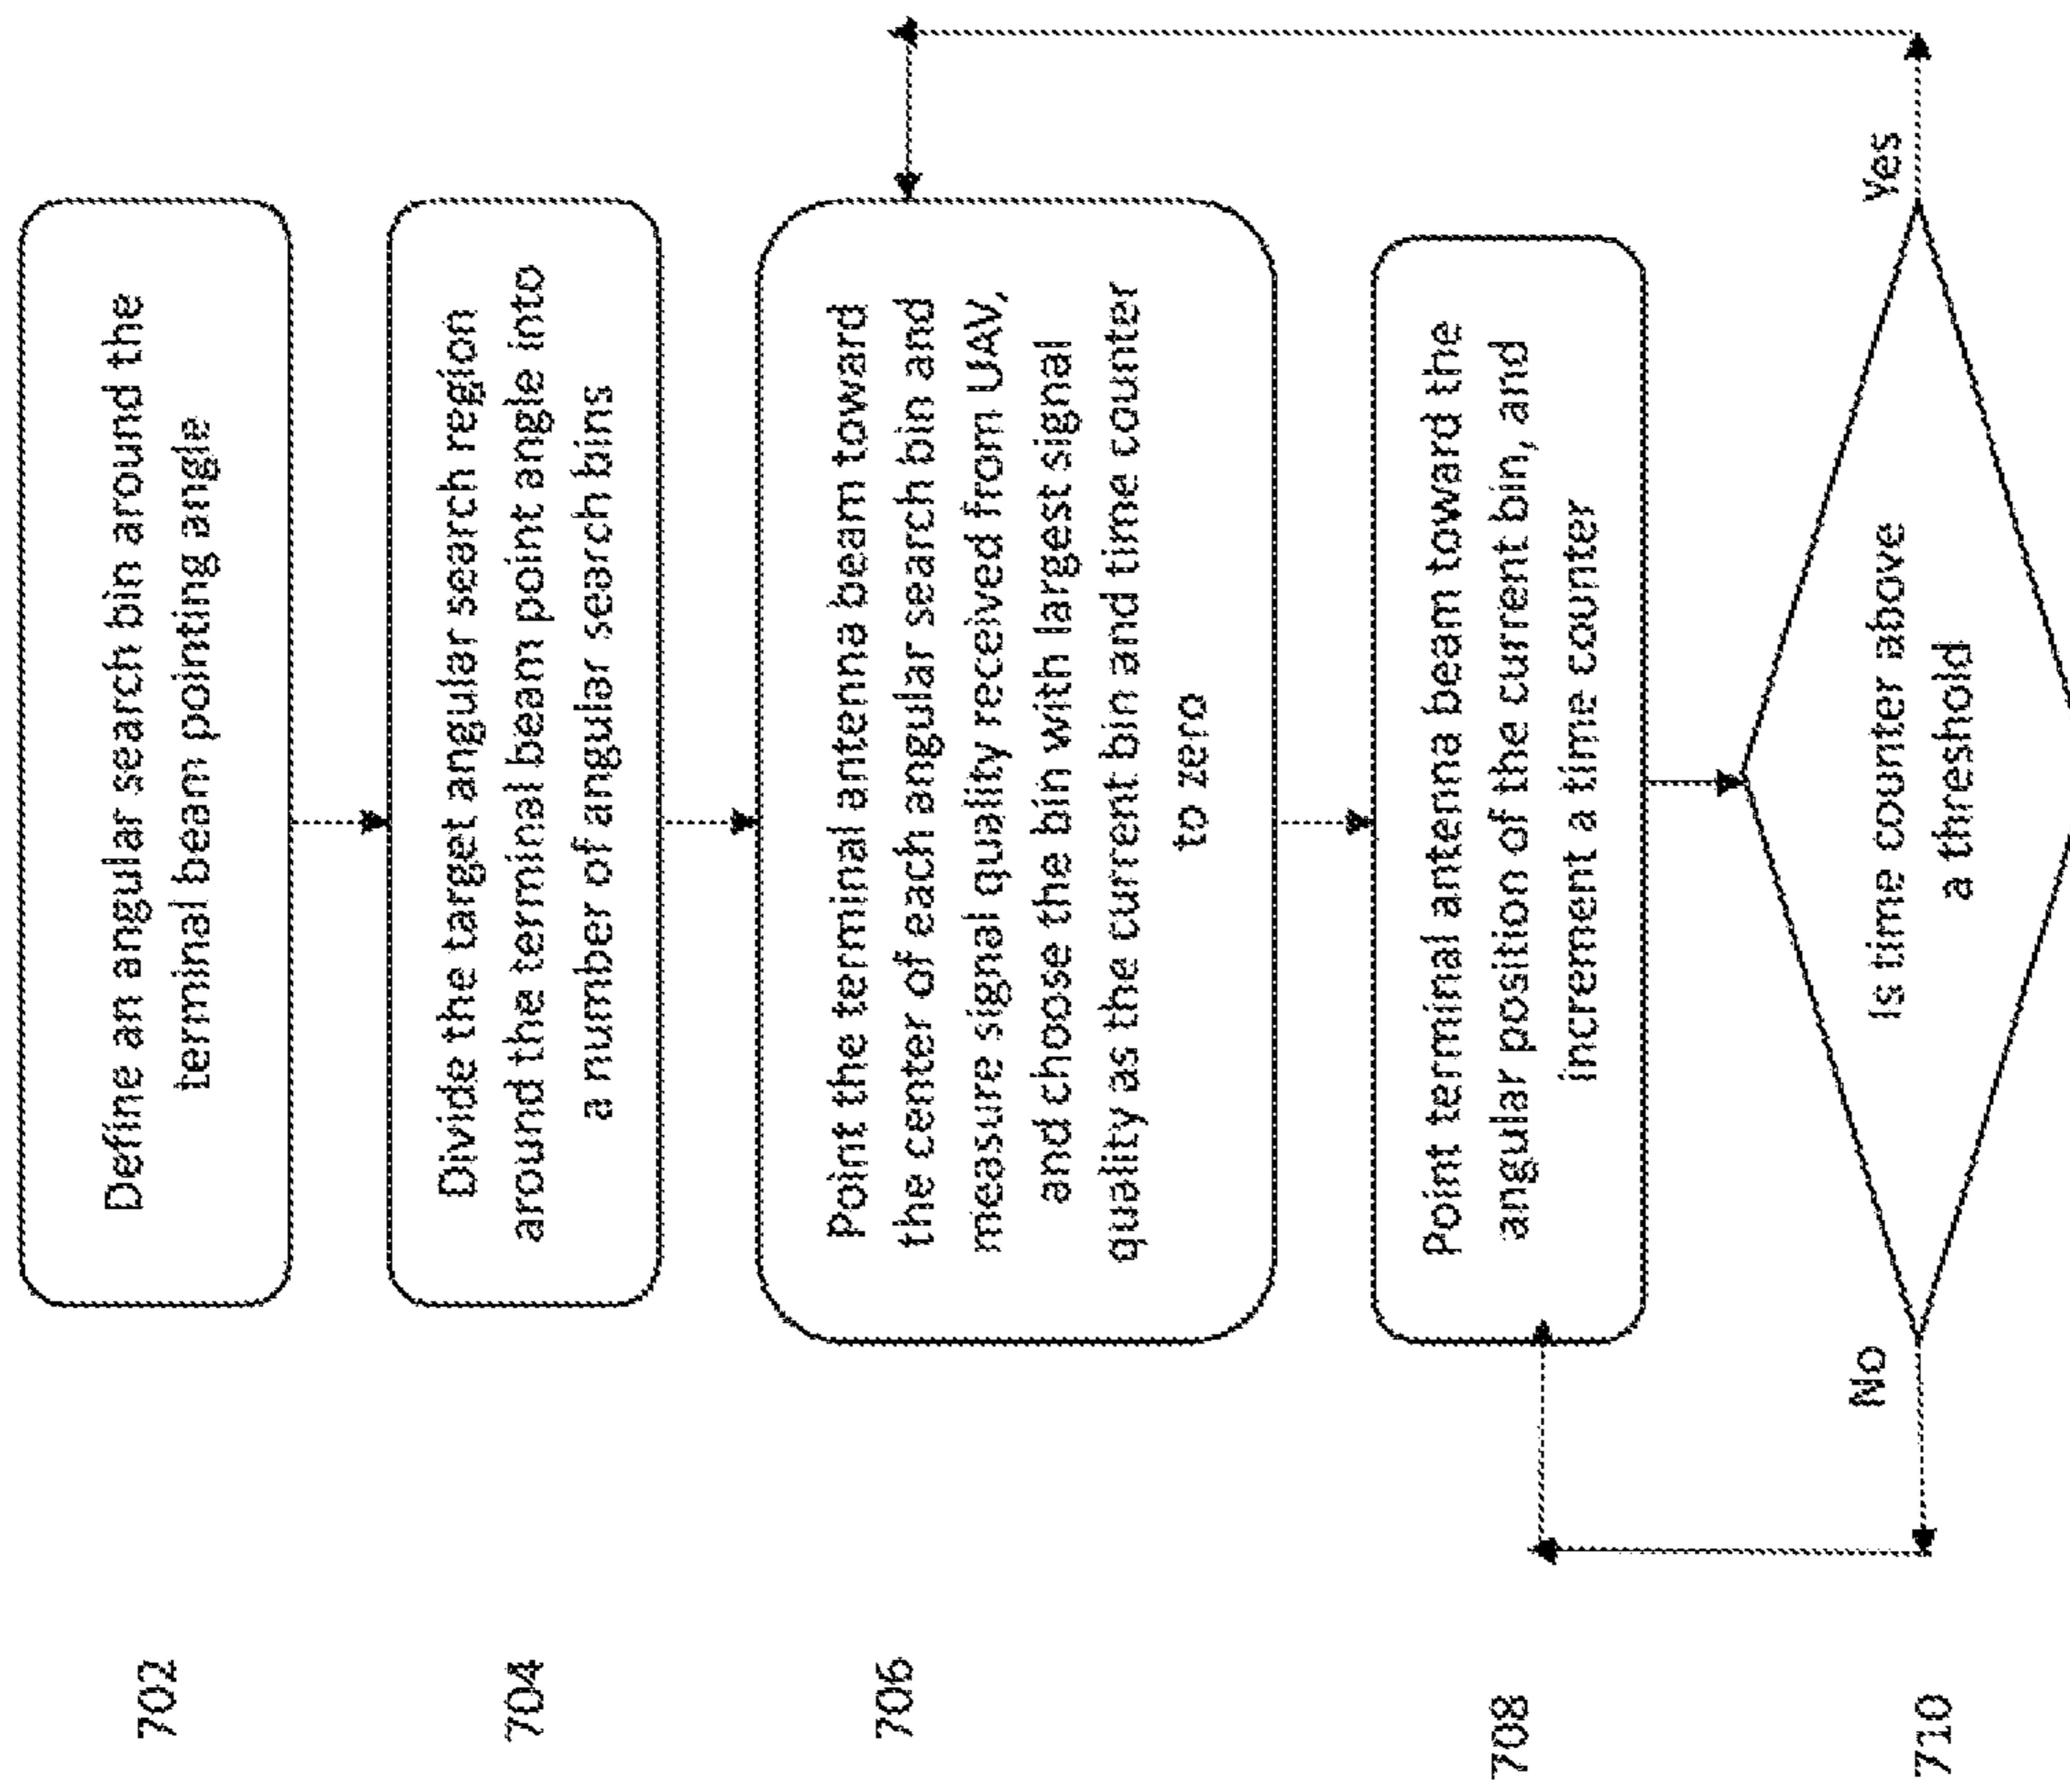 702
Define an angular search bin around the
terminal beam pointing angle
704
Divide the target angular search region
around the terminal beam point angle into
a number of angular search bins
706
Point the terminal antenna beam toward
the center of each angular search bin and
measure signal quality received from UAV,
and choose the bin with largest signal
quality as the current bin and time counter
to zero
708
Point terminal antenna beam toward the
angular position of the current bin, and
increment a time counter
710
No
Is time counter above
a threshold
Yes